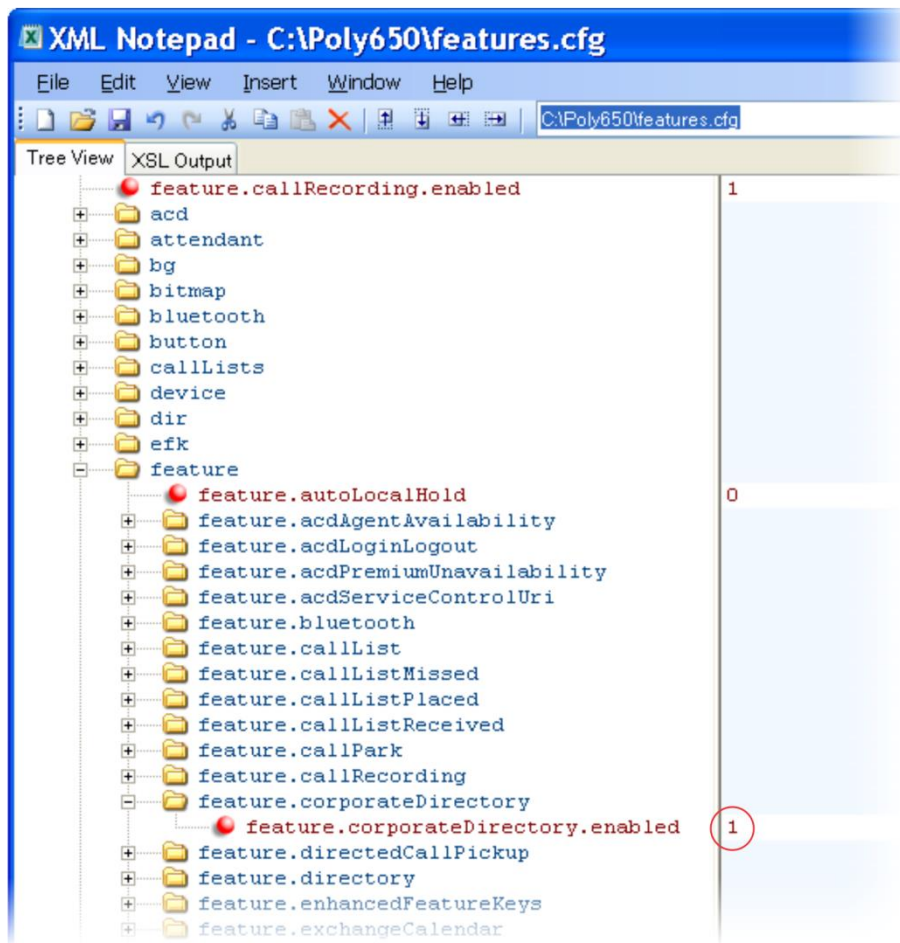 XML Notepad - C:\Poly650\features.cfg
File Edit View Insert Window Help
C:\Poly650\features.cfg
Tree View XSL Output
feature.callRecording.enabled 1
acd
attendant
bg
bitmap
bluetooth
button
callLists
device
dir
efk
feature
feature.autoLocalHold 0
feature.acdAgentAvailability
feature.acdLoginLogout
feature.acdPremiumUnavailability
feature.acdServiceControlUri
feature.bluetooth
feature.callList
feature.callListMissed
feature.callListPlaced
feature.callListReceived
feature.callPark
feature.callRecording
feature.corporateDirectory
feature.corporateDirectory.enabled 1
feature.directedCallPickup
feature.directory
feature.enhancedFeatureKeys
feature.exchangeCalendar